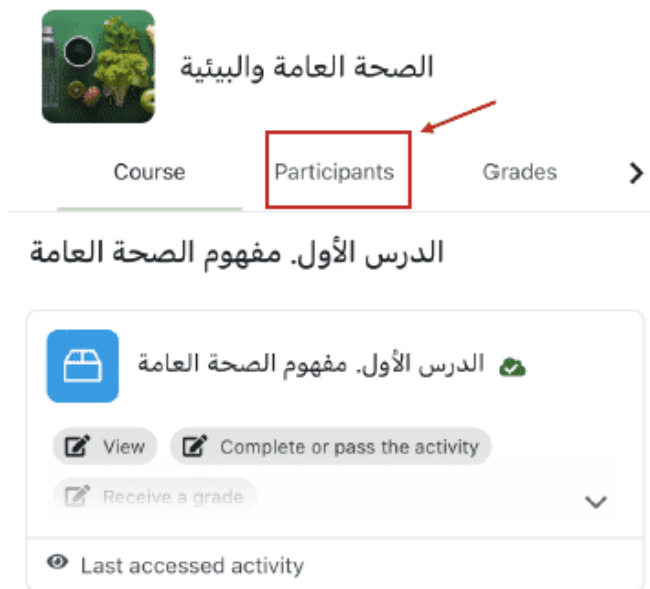 الصحة العامة والبيئية
Course Participants Grades
الدرس الأول. مفهوم الصحة العامة
الدرس الأول. مفهوم الصحة العامة
View Complete or pass the activity
Receive a grade
Last accessed activity